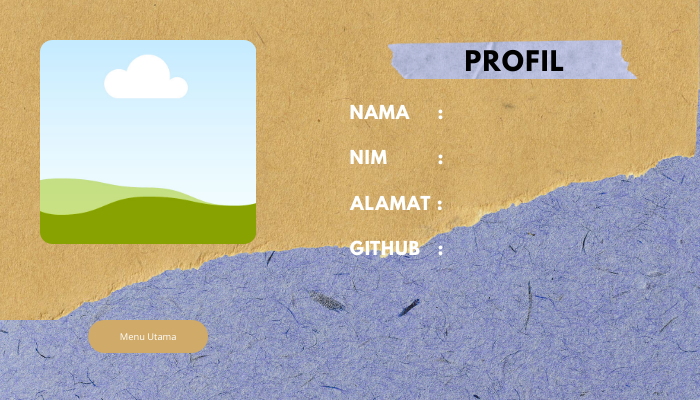 PROFIL
NAMA :
NIM :
ALAMAT :
GITHUB :
Menu Utama